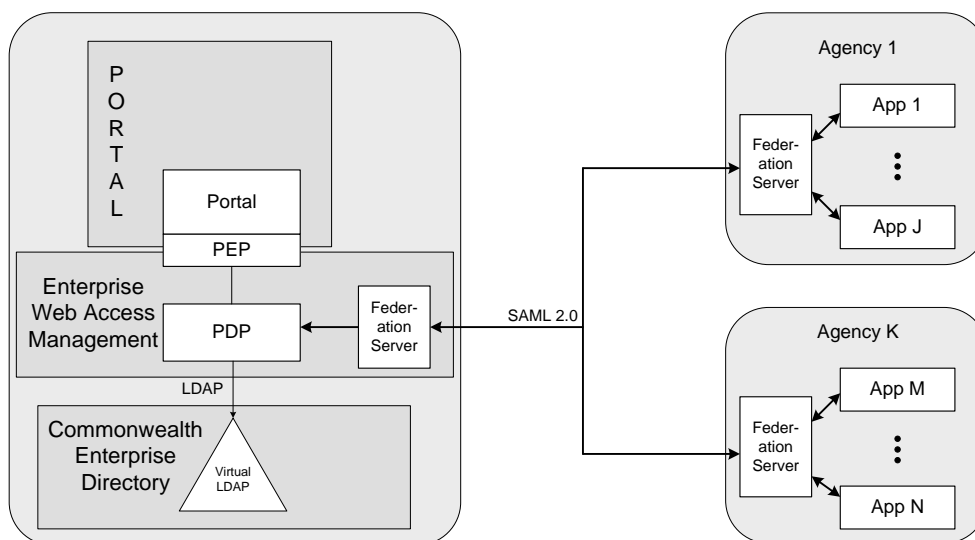 P
O
R
T
A
L
Portal
PEP
Enterprise
Web Access
Management
PDP
Feder-
ation
Server
LDAP
Commonwealth
Enterprise
Directory
Virtual
LDAP
SAML 2.0
Agency 1
Feder-
ation
Server
App 1
App J
Agency K
Feder-
ation
Server
App M
App N